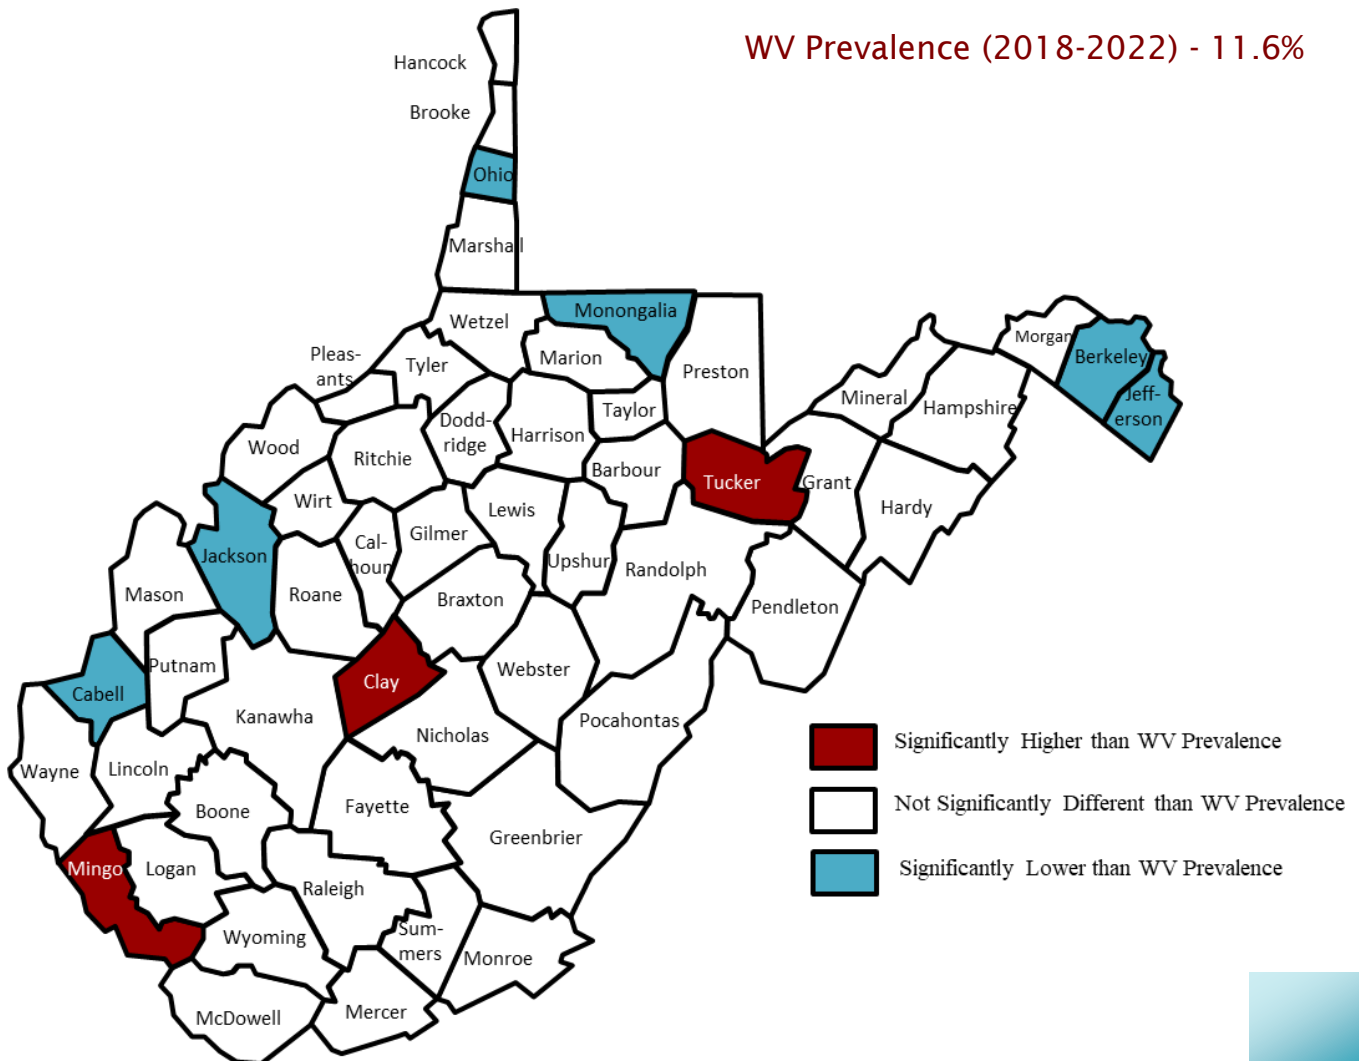 WV Prevalence (2018-2022) - 11.6%
Hancock
Brooke
Ohio
Marshall
Wetzel
Monongalia
Marion
Preston
Pleas-
ants
Tyler
Taylor
Dodd-
ridge
Harrison
Wood
Ritchie
Barbour
Tucker
Grant
Mineral
Hampshire
Morgan
Berkeley
Jeff-
erson
Hardy
Wirt
Lewis
Gilmer
Cal-
houn
Upshur
Randolph
Jackson
Roane
Mason
Braxton
Pendleton
Putnam
Webster
Cabell
Clay
Kanawha
Nicholas
Pocahontas
Wayne
Lincoln
Boone
Fayette
Greenbrier
Mingo
Logan
Raleigh
Wyoming
Sum-
mers
Monroe
McDowell
Mercer
Significantly Higher than WV Prevalence
Not Significantly Different than WV Prevalence
Significantly Lower than WV Prevalence